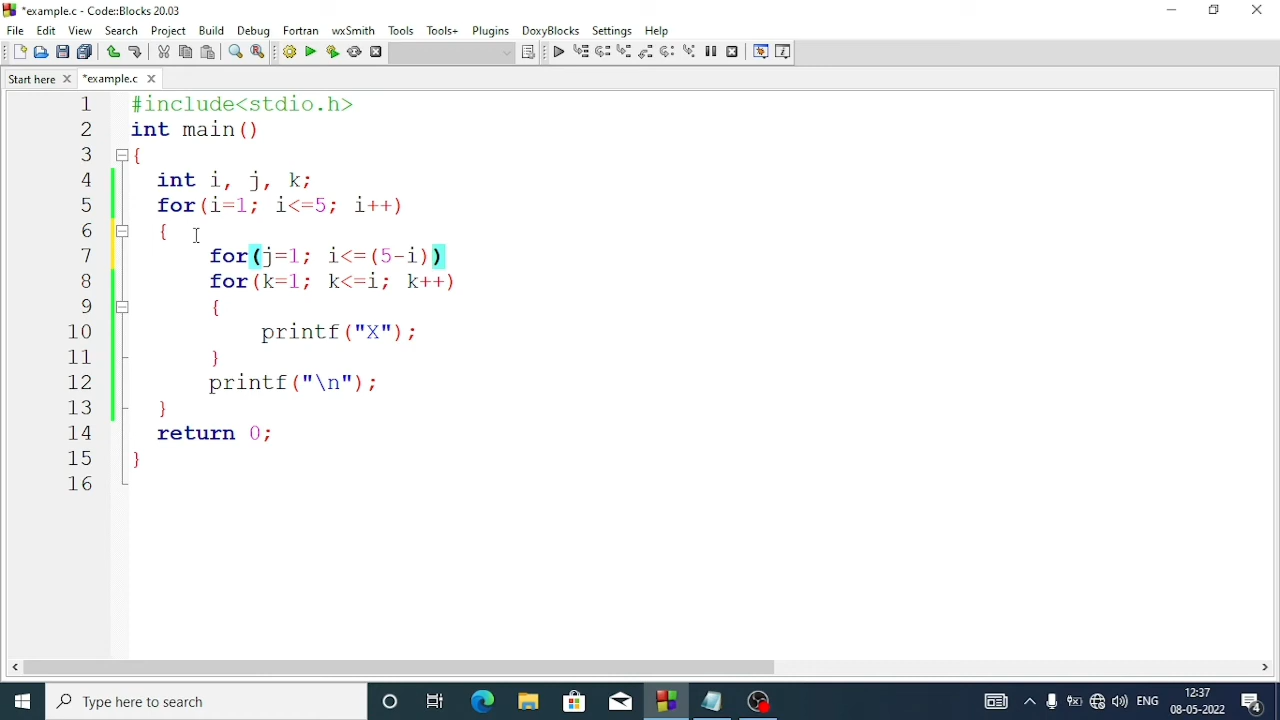 *example.c - Code::Blocks 20.03
File Edit View Search Project Build Debug Fortran wxSmith Tools Tools+ Plugins DoxyBlocks Settings Help
Start here *example.c
1 #include<stdio.h>
2 int main()
3 {
4 int i, j, k;
5 for(i=1; i<=5; i++)
6 {
7 for(j=1; i<=(5-i))
8 for(k=1; k<=i; k++)
9 {
10 printf("X");
11 }
12 printf("\n");
13 }
14 return 0;
15 }
16
Type here to search
ENG
12:37
08-05-2022
4